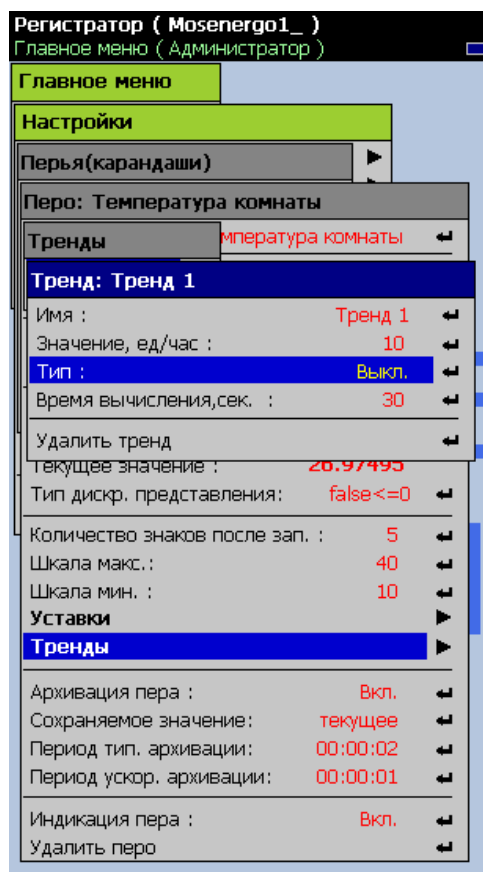 Регистратор ( Mosenergo1_ )
Главное меню ( Администратор )
Главное меню
Настройки
Перья(карандаши)
Перо: Температура комнаты
мпература комнаты
Тренды
Тренд: Тренд 1
Имя : Тренд 1
Значение, ед/час : 10
Тип : Выкл.
Время вычисления,сек. : 30
Удалить тренд
Текущее значение : 26.97495
Тип дискр. представления: false<=0
Количество знаков после зап. : 5
Шкала макс.: 40
Шкала мин. : 10
Уставки
Тренды
Архивация пера : Вкл.
Сохраняемое значение: текущее
Период тип. архивации: 00:00:02
Период ускор. архивации: 00:00:01
Индикация пера : Вкл.
Удалить перо